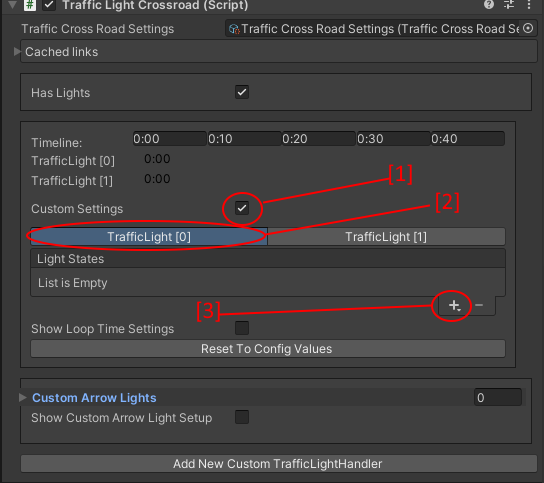 Traffic Light Crossroad (Script)
Traffic Cross Road Settings
Traffic Cross Road Settings (Traffic Cross Road Se
Cached links
Has Lights
Timeline:
0:00 0:10 0:20 0:30 0:40
TrafficLight [0] 0:00
TrafficLight [1] 0:00
[1]
Custom Settings
[2]
TrafficLight [0] TrafficLight [1]
Light States
List is Empty
[3]
Show Loop Time Settings
Reset To Config Values
Custom Arrow Lights 0
Show Custom Arrow Light Setup
Add New Custom TrafficLightHandler